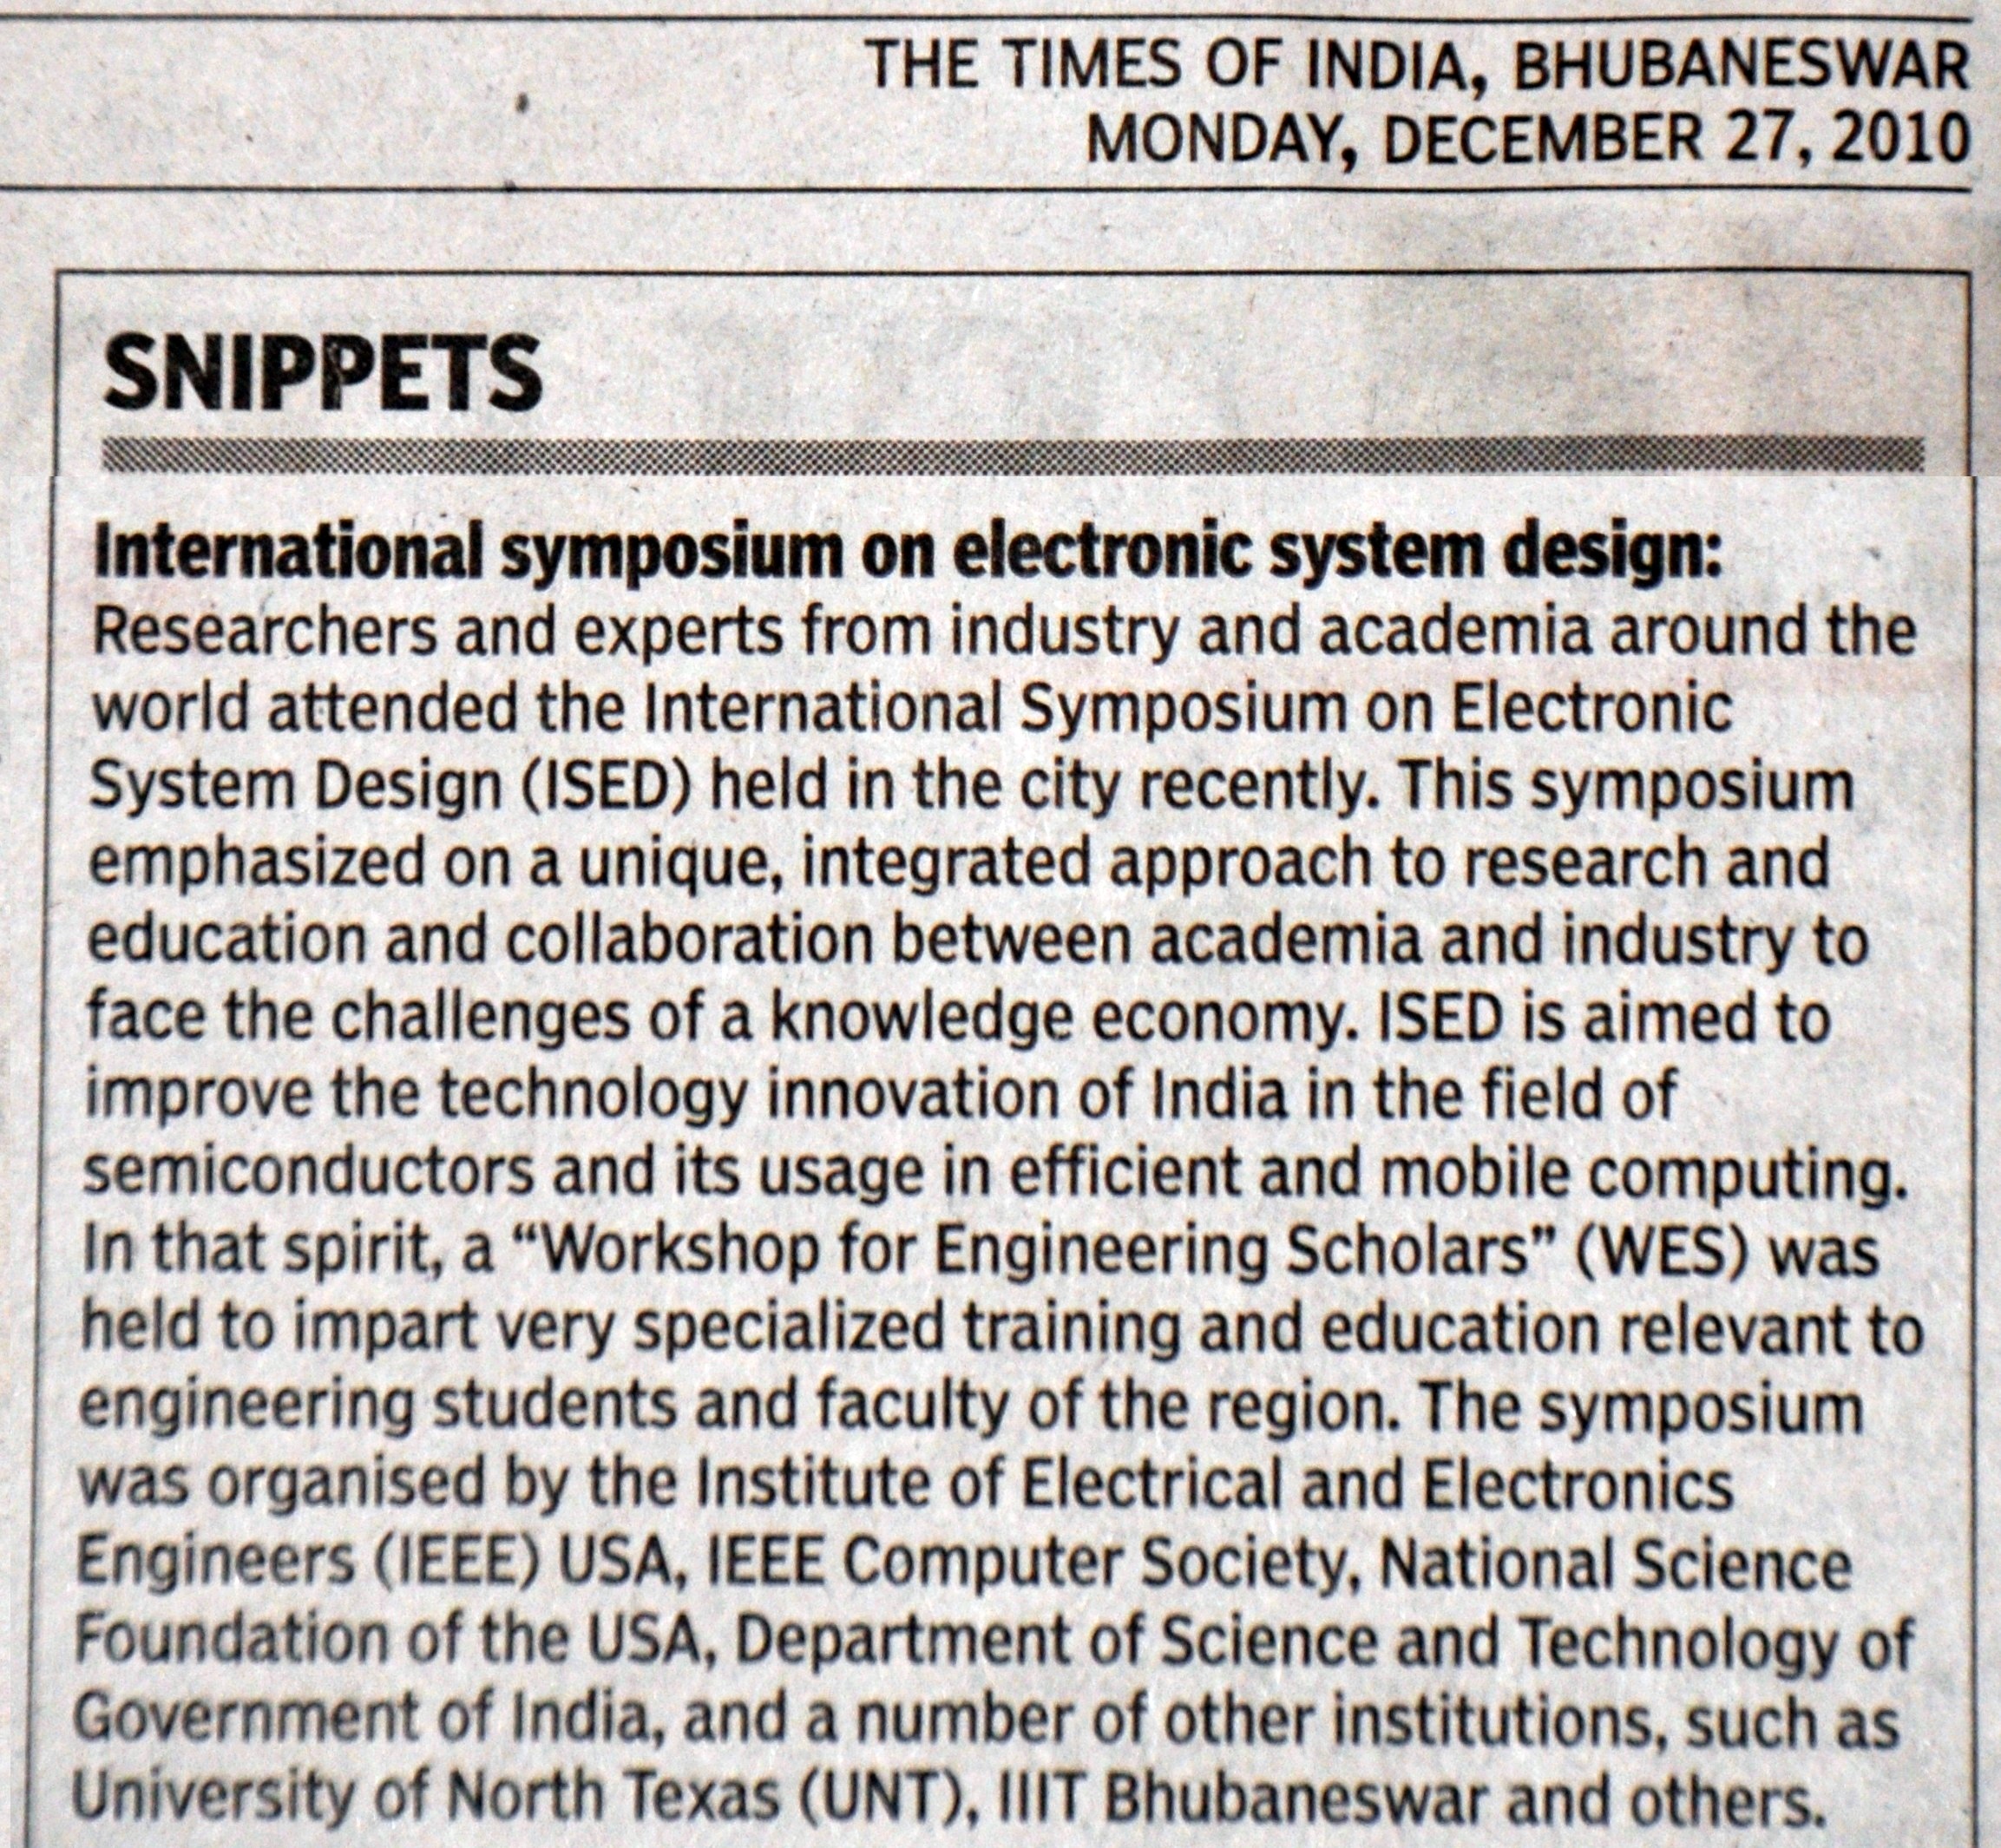 THE TIMES OF INDIA, BHUBANESWAR
MONDAY, DECEMBER 27, 2010
SNIPPETS
International symposium on electronic system design:
Researchers and experts from industry and academia around the
world attended the International Symposium on Electronic
System Design (ISED) held in the city recently. This symposium
emphasized on a unique, integrated approach to research and
education and collaboration between academia and industry to
face the challenges of a knowledge economy. ISED is aimed to
improve the technology innovation of India in the field of
semiconductors and its usage in efficient and mobile computing.
In that spirit, a “Workshop for Engineering Scholars” (WES) was
held to impart very specialized training and education relevant to
engineering students and faculty of the region. The symposium
was organised by the Institute of Electrical and Electronics
Engineers (IEEE) USA, IEEE Computer Society, National Science
Foundation of the USA, Department of Science and Technology of
Government of India, and a number of other institutions, such as
University of North Texas (UNT), IIIT Bhubaneswar and others.